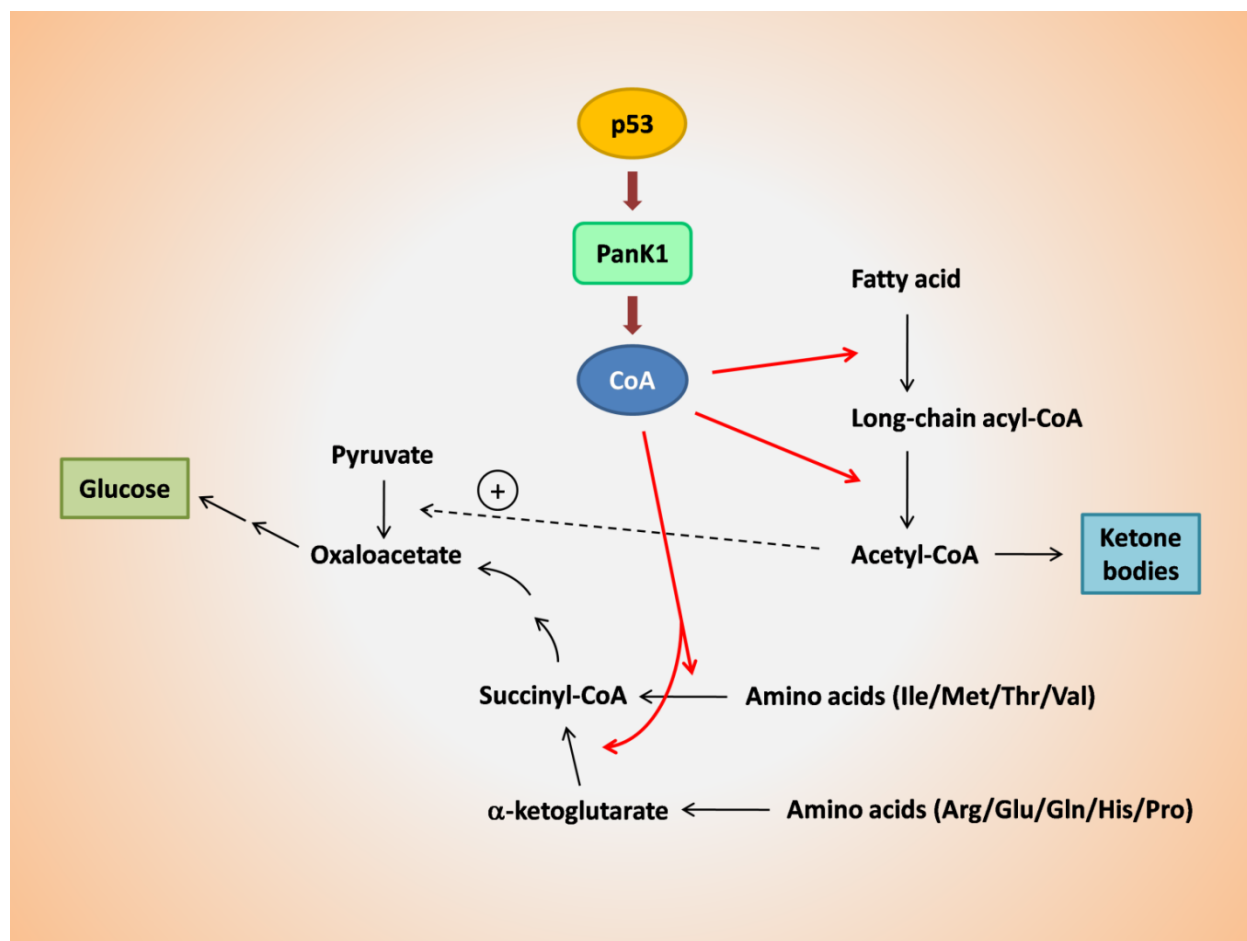 p53
PanK1
Fatty acid
CoA
Long-chain acyl-CoA
Pyruvate
Glucose
+
Oxaloacetate
Acetyl-CoA
Ketone
bodies
Succinyl-CoA
Amino acids (Ile/Met/Thr/Val)
α-ketoglutarate
Amino acids (Arg/Glu/Gln/His/Pro)